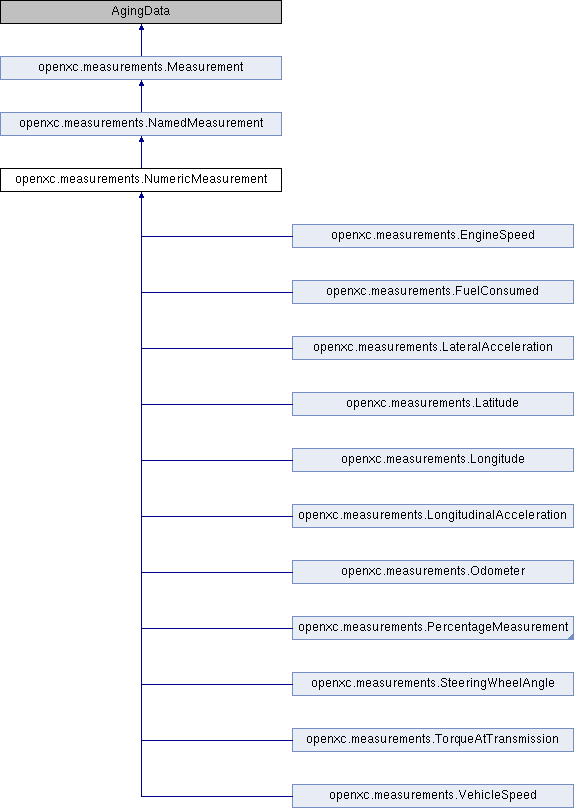 AgingData
openxc.measurements.Measurement
openxc.measurements.NamedMeasurement
openxc.measurements.NumericMeasurement
openxc.measurements.EngineSpeed
openxc.measurements.FuelConsumed
openxc.measurements.LateralAcceleration
openxc.measurements.Latitude
openxc.measurements.Longitude
openxc.measurements.LongitudinalAcceleration
openxc.measurements.Odometer
openxc.measurements.PercentageMeasurement
openxc.measurements.SteeringWheelAngle
openxc.measurements.TorqueAtTransmission
openxc.measurements.VehicleSpeed